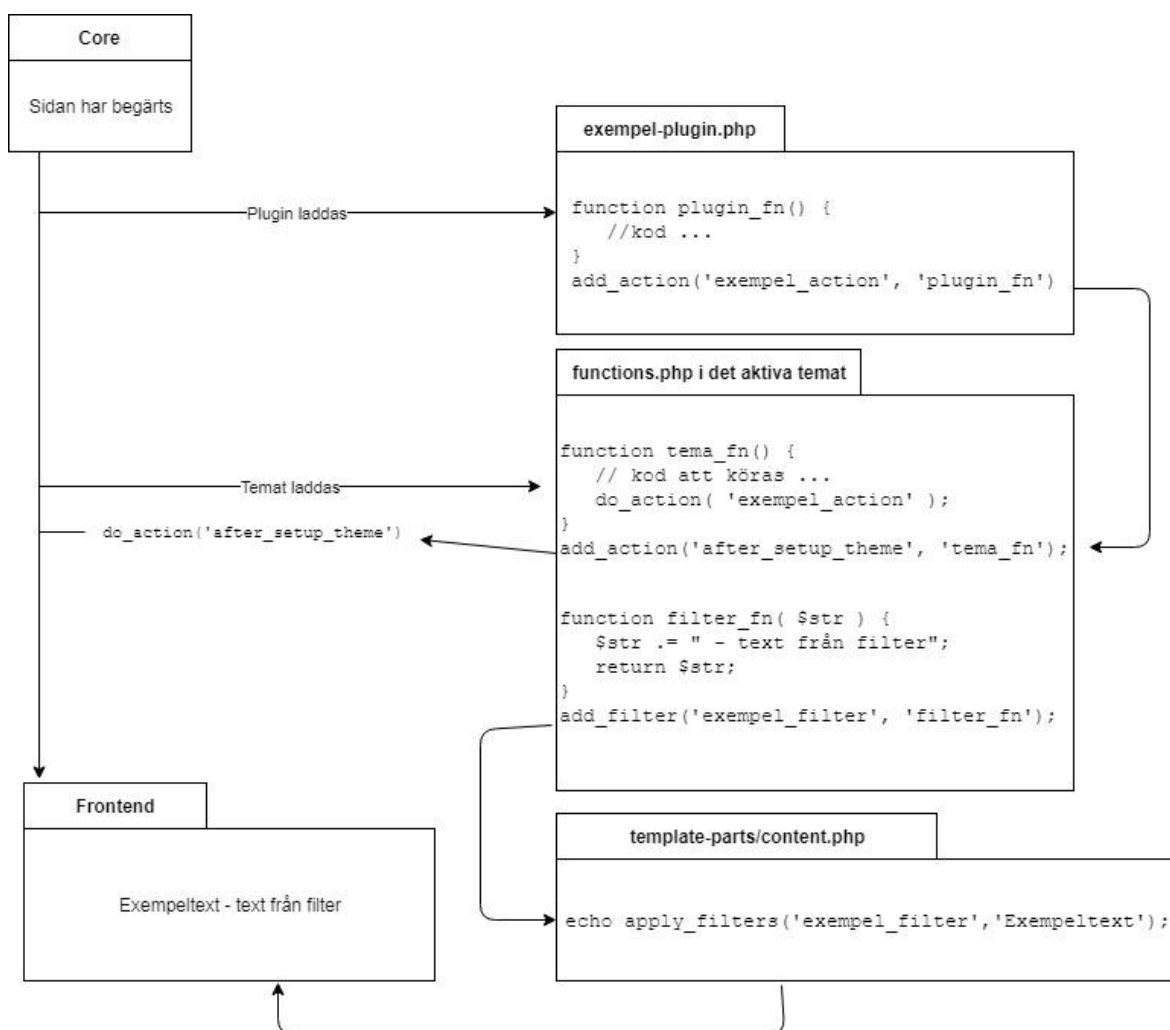 Core
Sidan har begärts
exempel-plugin.php
Plugin laddas
function plugin_fn() {
//kod ...
}
add_action('exempel_action', 'plugin_fn')
functions.php i det aktiva temat
function tema_fn() {
// kod att köras ...
do_action( 'exempel_action' );
}
add_action('after_setup_theme', 'tema_fn');
Temat laddas
do_action('after_setup_theme')
function filter_fn( $str ) {
$str .= " - text från filter";
return $str;
}
add_filter('exempel_filter', 'filter_fn');
Frontend
Exempeltext - text från filter
template-parts/content.php
echo apply_filters('exempel_filter','Exempeltext');